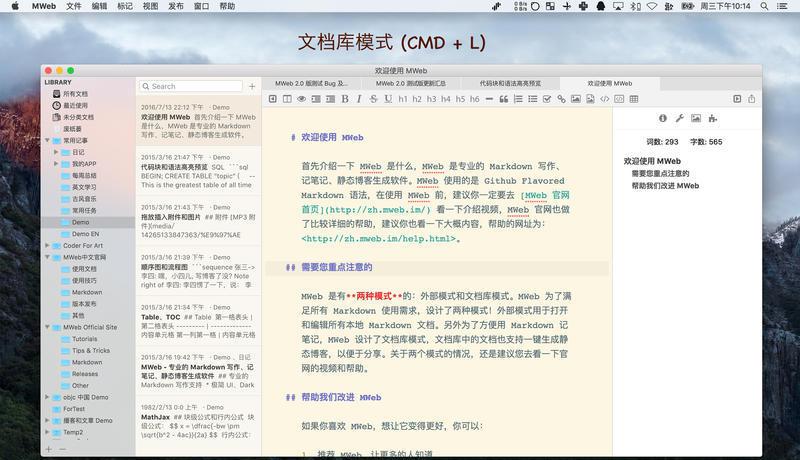 MWeb 文件 编辑 标记 视图 发布 窗口 帮助
周三下午10:14
文档库模式 (CMD + L)
欢迎使用 MWeb
LIBRARY
所有文档
最近使用
未分类文档
废纸篓
常用记事
日记
我的APP
每周总结
英文学习
古风音乐
常用任务
Demo
Demo EN
Coder For Art
MWeb中文官网
使用文档
使用技巧
Markdown
版本发布
其他
MWeb Official Site
Tutorials
Tips & Tricks
Markdown
Releases
Other
objc 中国 Demo
ForTest
播客和文章 Demo
Temp2
Search
2016/7/13 22:12 下午 · Demo
欢迎使用 MWeb 首先介绍一下 MWeb
是什么，MWeb 是专业的 Markdown
写作、记笔记、静态博客生成软件。
2015/3/16 21:47 下午 · Demo
代码块和语法高亮预览 SQL ```sql
BEGIN; CREATE TABLE "topic" ( --
This is the greatest table of all time
2015/3/16 21:43 下午 · Demo
拖放插入附件和图片 ## 附件 [MP3 附
件](media/
14265133847363/%E9%97%AE
2015/3/16 21:39 下午 · Demo
顺序图和流程图 ```sequence 张三->
李四: 嘿，小四儿, 写博客了没? Note
right of 李四: 李四愣了一下，说： 李
2015/3/16 21:34 下午 · Demo
Table、TOC ## Table 第一格表头 |
第二格表头 --------- | -------------
内容单元格 第一列第一格 | 内容单元格
2015/3/16 19:42 下午 · Demo 、日记
MWeb - 专业的 Markdown 写作、记
笔记、静态博客生成软件 ## 专业的
Markdown 写作支持 * 极简 UI、Dark
1982/2/13 0:0 上午 · Demo
MathJax ## 块级公式和行内公式 块
级公式： $$ x = \dfrac{-bw \pm
\sqrt{b^2 - 4ac}}{2a} $$ 行内公式：
MWeb 2.0 版测试 Bug 及...
MWeb 2.0 测试版更新汇总
代码块和语法高亮预览
欢迎使用 MWeb
B I S U h1 h2 h3 h4 h5 h6
# 欢迎使用 MWeb
首先介绍一下 MWeb 是什么，MWeb 是专业的 Markdown 写作、
记笔记、静态博客生成软件。MWeb 使用的是 Github Flavored
Markdown 语法，在使用 MWeb 前，建议你一定要去 [MWeb 官网
首页](http://zh.mweb.im/) 看一下介绍视频，MWeb 官网也做
了比较详细的帮助，建议你也看一下大概内容，帮助的网址为：
<http://zh.mweb.im/help.html>。
## 需要您重点注意的
MWeb 是有**两种模式**的：外部模式和文档库模式。MWeb 为了满
足所有 Markdown 使用需求，设计了两种模式！外部模式用于打开
和编辑所有本地 Markdown 文档。另外为了方便用 Markdown 记
笔记，MWeb 设计了文档库模式，文档库中的文档也支持一键生成静
态博客，以便于分享。关于两个模式的情况，还是建议您去看一下官
网的视频和帮助。
## 帮助我们改进 MWeb
如果你喜欢 MWeb，想让它变得更好，你可以：
1. 推荐 MWeb，让更多的人知道。
词数: 293 字数: 565
欢迎使用 MWeb
需要您重点注意的
帮助我们改进 MWeb